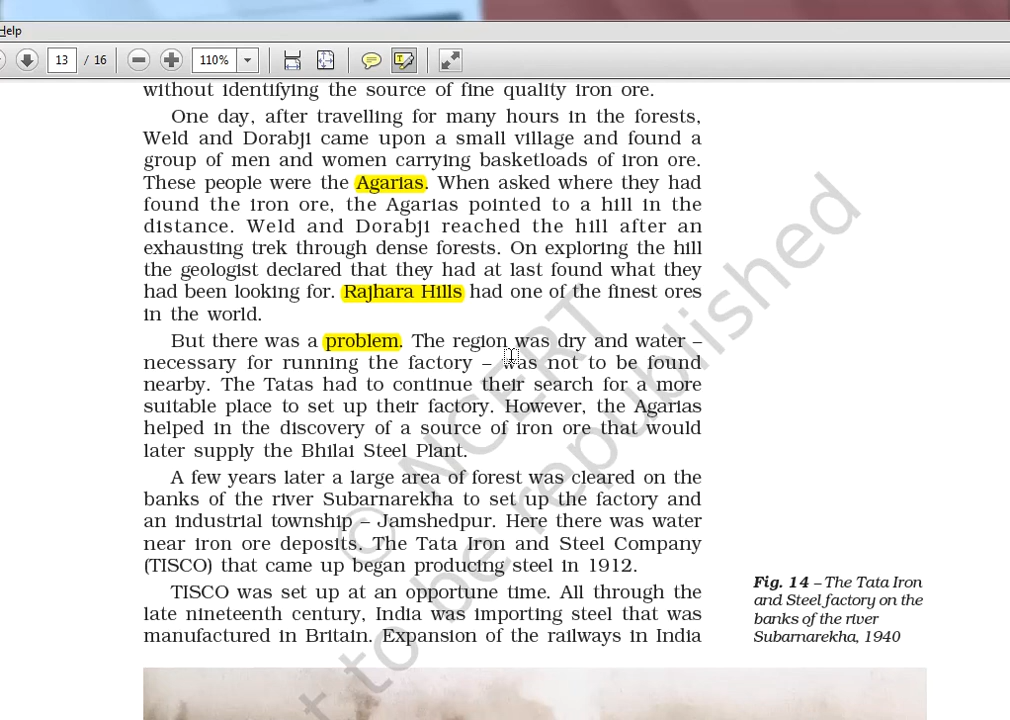 Help
13 / 16
110%
without identifying the source of fine quality iron ore.
One day, after travelling for many hours in the forests,
Weld and Dorabji came upon a small village and found a
group of men and women carrying basketloads of iron ore.
These people were the Agarias. When asked where they had
found the iron ore, the Agarias pointed to a hill in the
distance. Weld and Dorabji reached the hill after an
exhausting trek through dense forests. On exploring the hill
the geologist declared that they had at last found what they
had been looking for. Rajhara Hills had one of the finest ores
in the world.
But there was a problem. The region was dry and water –
necessary for running the factory – was not to be found
nearby. The Tatas had to continue their search for a more
suitable place to set up their factory. However, the Agarias
helped in the discovery of a source of iron ore that would
later supply the Bhilai Steel Plant.
A few years later a large area of forest was cleared on the
banks of the river Subarnarekha to set up the factory and
an industrial township – Jamshedpur. Here there was water
near iron ore deposits. The Tata Iron and Steel Company
(TISCO) that came up began producing steel in 1912.
TISCO was set up at an opportune time. All through the
late nineteenth century, India was importing steel that was
manufactured in Britain. Expansion of the railways in India
Fig. 14 – The Tata Iron
and Steel factory on the
banks of the river
Subarnarekha, 1940
© NCERT
t to be republished